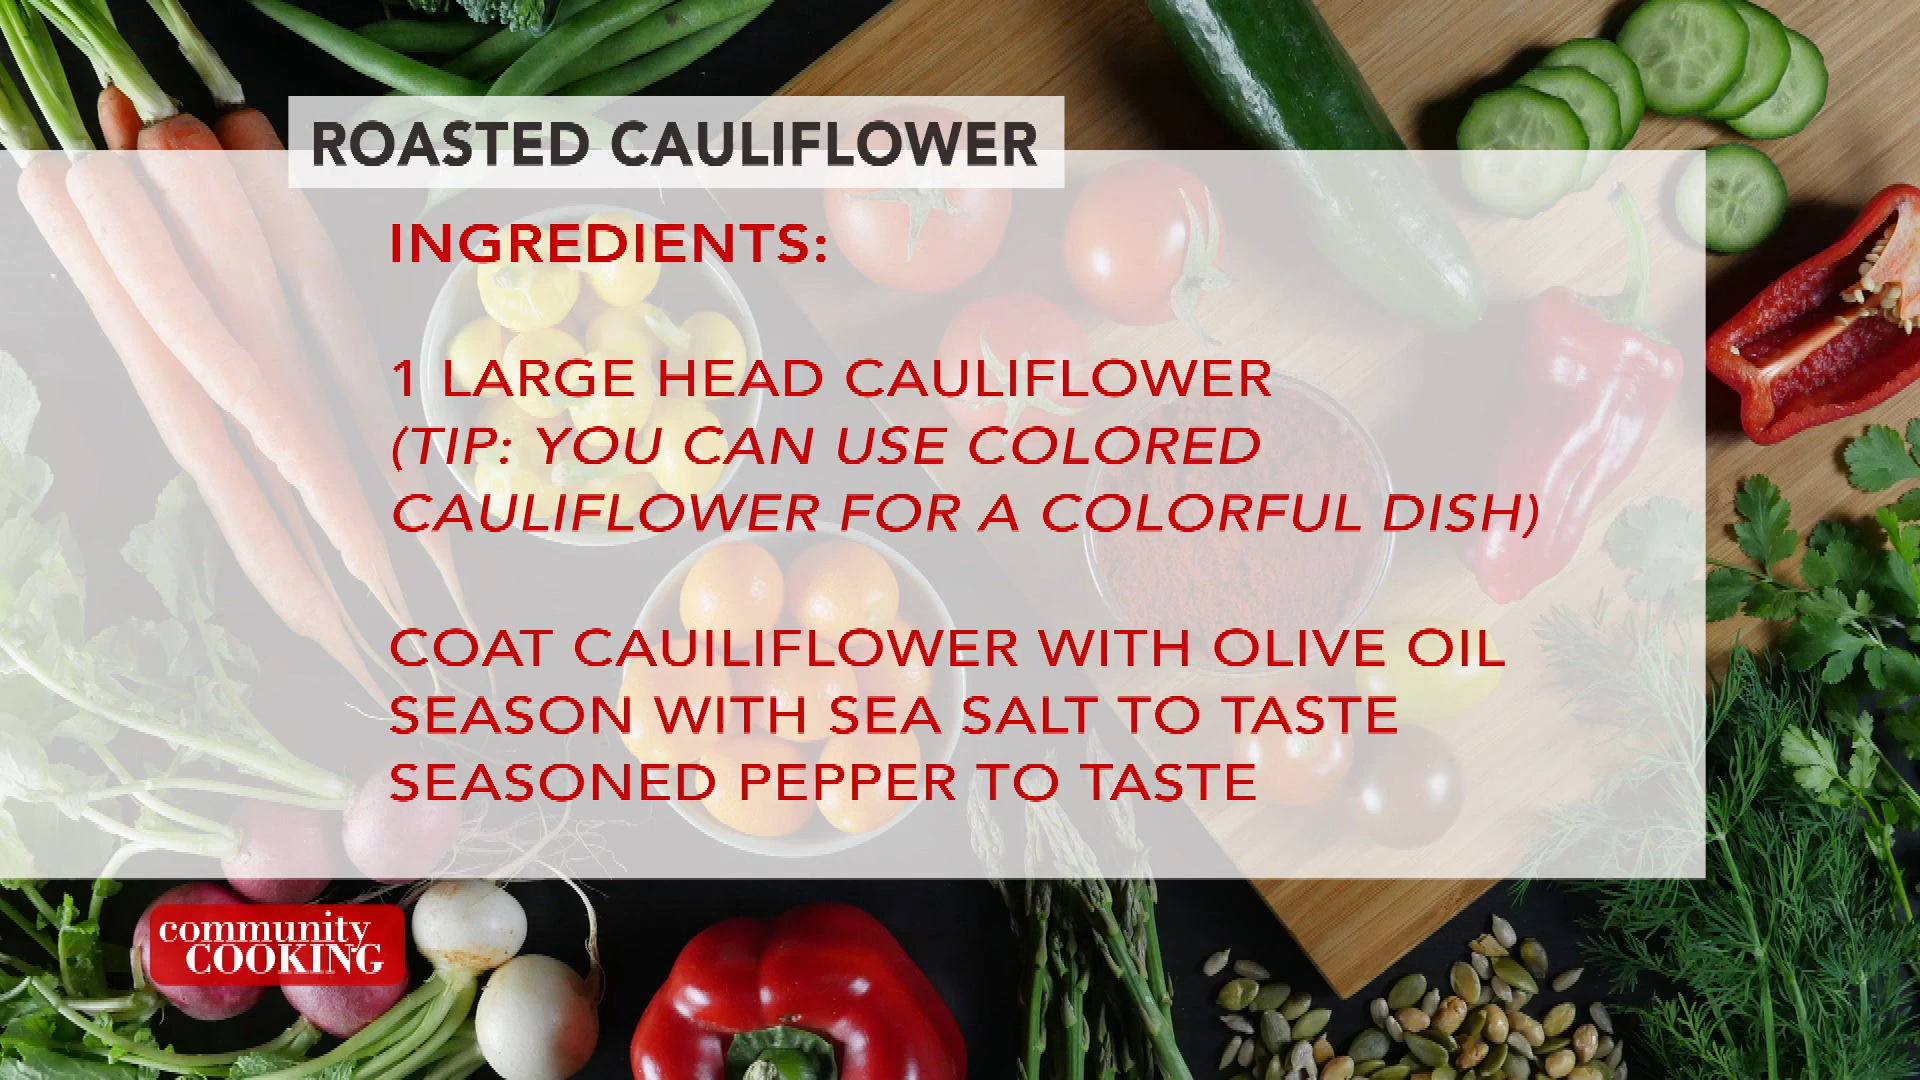 ROASTED CAULIFLOWER
INGREDIENTS:
1 LARGE HEAD CAULIFLOWER
(TIP: YOU CAN USE COLORED
CAULIFLOWER FOR A COLORFUL DISH)
COAT CAUILIFLOWER WITH OLIVE OIL
SEASON WITH SEA SALT TO TASTE
SEASONED PEPPER TO TASTE
community
COOKING